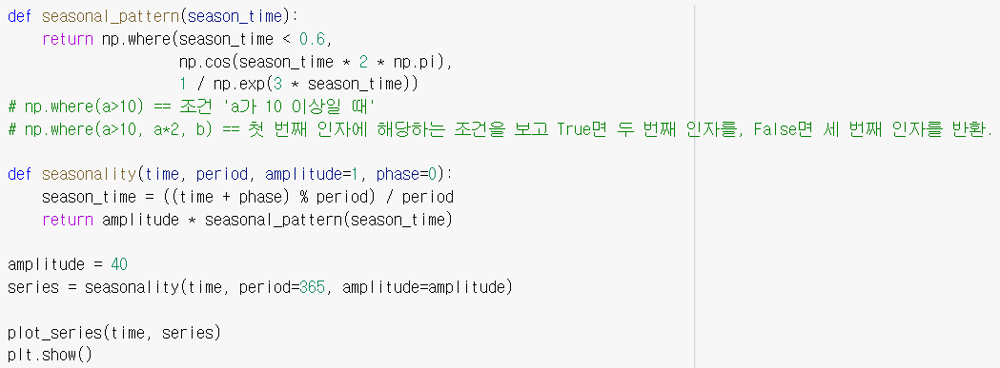 def seasonal_pattern(season_time):
    return np.where(season_time < 0.6,
                    np.cos(season_time * 2 * np.pi),
                    1 / np.exp(3 * season_time))
# np.where(a>10) == 조건 'a가 10 이상일 때'
# np.where(a>10, a*2, b) == 첫 번째 인자에 해당하는 조건을 보고 True면 두 번째 인자를, False면 세 번째 인자를 반환.
def seasonality(time, period, amplitude=1, phase=0):
    season_time = ((time + phase) % period) / period
    return amplitude * seasonal_pattern(season_time)
amplitude = 40
series = seasonality(time, period=365, amplitude=amplitude)
plot_series(time, series)
plt.show()